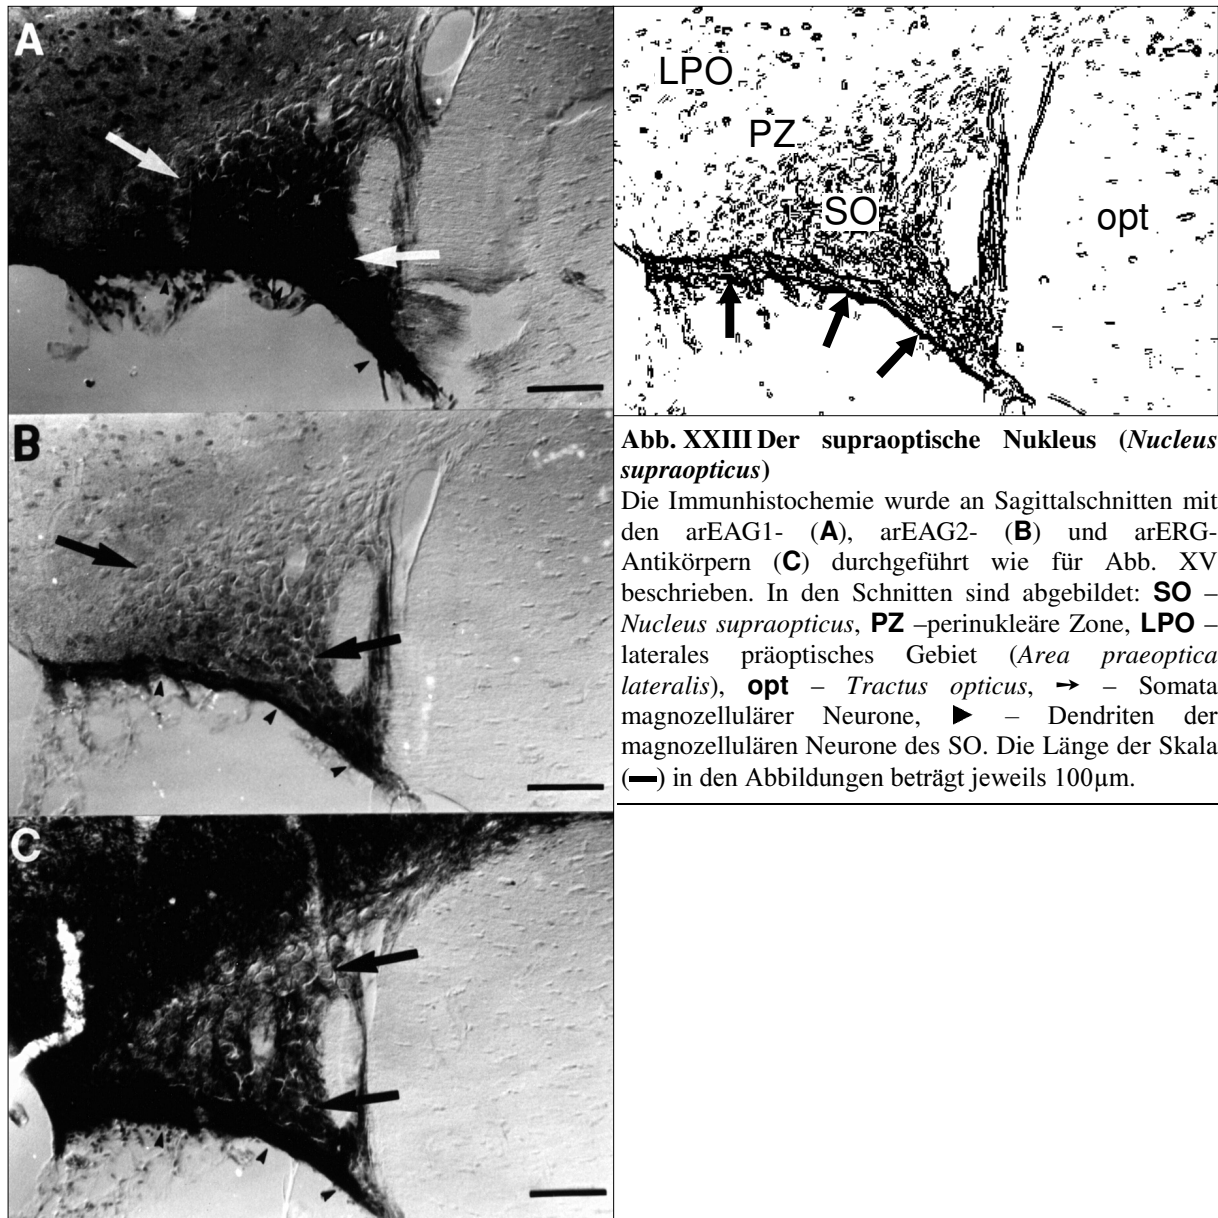 A
B
C
LPO
PZ
SO
opt
Abb. XXIII Der supraoptische Nukleus (Nucleus
supraopticus)
Die Immunhistochemie wurde an Sagittalschnitten mit
den arEAG1- (A), arEAG2- (B) und arERG-
Antikörpern (C) durchgeführt wie für Abb. XV
beschrieben. In den Schnitten sind abgebildet: SO –
Nucleus supraopticus, PZ –perinukleäre Zone, LPO –
laterales präoptisches Gebiet (Area praeoptica
lateralis), opt – Tractus opticus, ➙ – Somata
magnozellulärer Neurone, ▶ – Dendriten der
magnozellulären Neurone des SO. Die Länge der Skala
(━) in den Abbildungen beträgt jeweils 100µm.